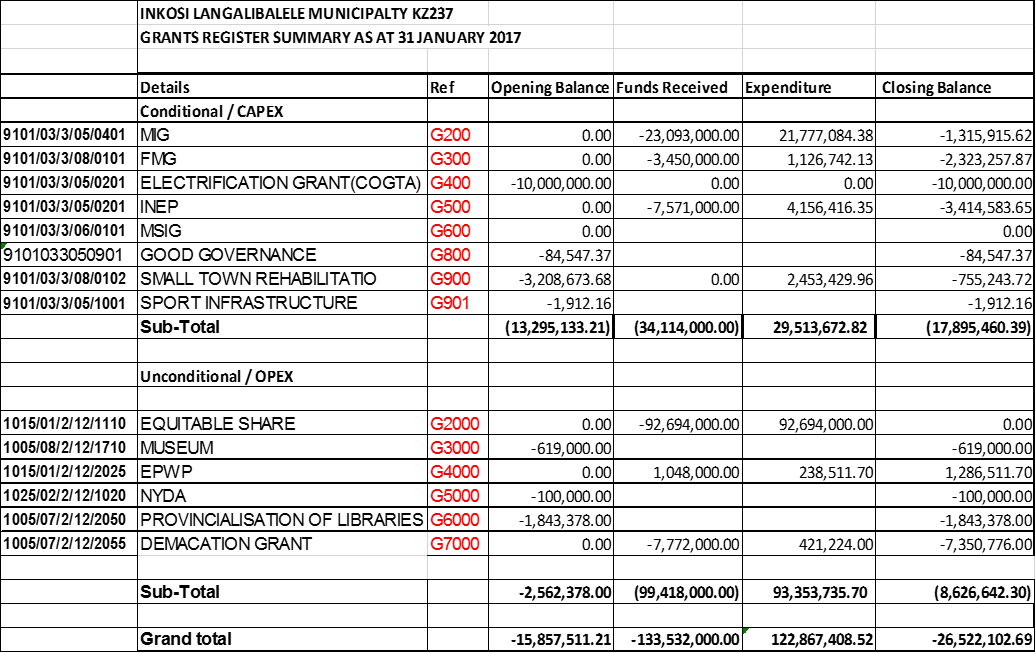 INKOSI LANGALIBALELE MUNICIPALTY KZ237
GRANTS REGISTER SUMMARY AS AT 31 JANUARY 2017
Details Ref Opening Balance Funds Received Expenditure Closing Balance
Conditional / CAPEX
9101/03/3/05/0401 MIG G200 0.00 -23,093,000.00 21,777,084.38 -1,315,915.62
9101/03/3/08/0101 FMG G300 0.00 -3,450,000.00 1,126,742.13 -2,323,257.87
9101/03/3/05/0201 ELECTRIFICATION GRANT(COGTA) G400 -10,000,000.00 0.00 0.00 -10,000,000.00
9101/03/3/05/0201 INEP G500 0.00 -7,571,000.00 4,156,416.35 -3,414,583.65
9101/03/3/06/0101 MSIG G600 0.00 0.00
9101033050901 GOOD GOVERNANCE G800 -84,547.37 -84,547.37
9101/03/3/08/0102 SMALL TOWN REHABILITATIO G900 -3,208,673.68 0.00 2,453,429.96 -755,243.72
9101/03/3/05/1001 SPORT INFRASTRUCTURE G901 -1,912.16 -1,912.16
Sub-Total (13,295,133.21) (34,114,000.00) 29,513,672.82 (17,895,460.39)
Unconditional / OPEX
1015/01/2/12/1110 EQUITABLE SHARE G2000 0.00 -92,694,000.00 92,694,000.00 0.00
1005/08/2/12/1710 MUSEUM G3000 -619,000.00 -619,000.00
1015/01/2/12/2025 EPWP G4000 0.00 1,048,000.00 238,511.70 1,286,511.70
1025/02/2/12/1020 NYDA G5000 -100,000.00 -100,000.00
1005/07/2/12/2050 PROVINCIALISATION OF LIBRARIES G6000 -1,843,378.00 -1,843,378.00
1005/07/2/12/2055 DEMACATION GRANT G7000 0.00 -7,772,000.00 421,224.00 -7,350,776.00
Sub-Total -2,562,378.00 (99,418,000.00) 93,353,735.70 (8,626,642.30)
Grand total -15,857,511.21 -133,532,000.00 122,867,408.52 -26,522,102.69